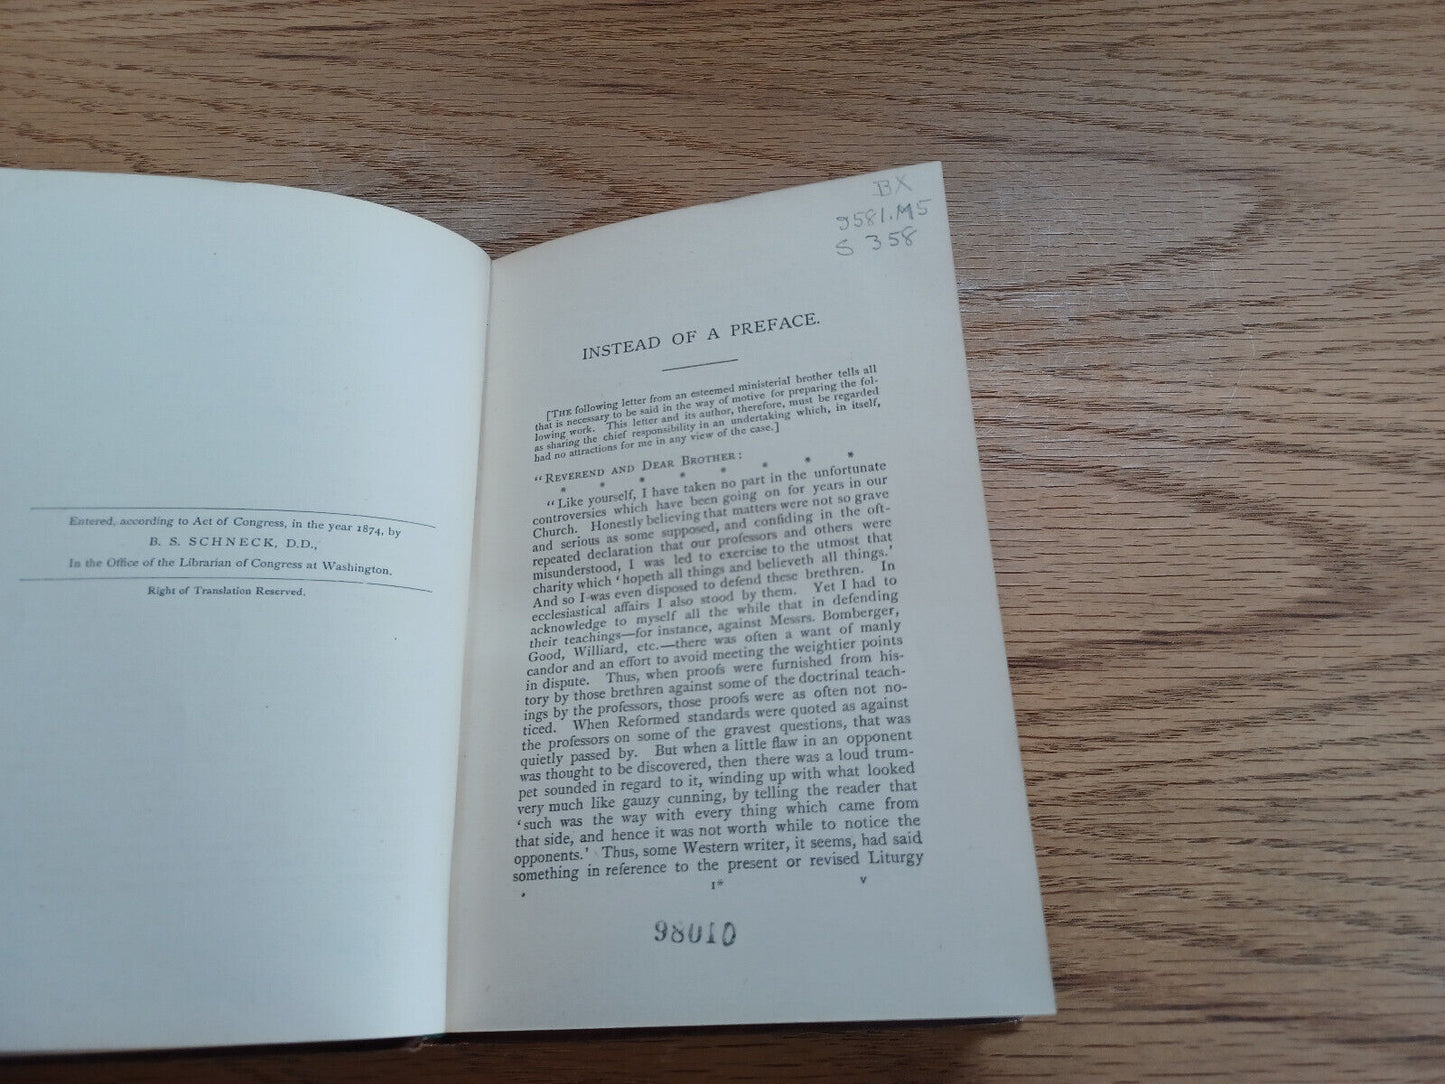 Entered, according to Act of Congress, in the year 1874, by
B. S. SCHNECK, D.D.,
In the Office of the Librarian of Congress at Washington.
Right of Translation Reserved.
BX
9581.M5
S 358
INSTEAD OF A PREFACE.
[THE following letter from an esteemed ministerial brother tells all
that is necessary to be said in the way of motive for preparing the fol-
lowing work. This letter and its author, therefore, must be regarded
as sharing the chief responsibility in an undertaking which, in itself,
had no attractions for me in any view of the case.]
"REVEREND AND DEAR BROTHER:
* * * * * * * *
"Like yourself, I have taken no part in the unfortunate
controversies which have been going on for years in our
Church. Honestly believing that matters were not so grave
and serious as some supposed, and confiding in the oft-
repeated declaration that our professors and others were
misunderstood, I was led to exercise to the utmost that
charity which 'hopeth all things and believeth all things.'
And so I was even disposed to defend these brethren. In
ecclesiastical affairs I also stood by them. Yet I had to
acknowledge to myself all the while that in defending
their teachings—for instance, against Messrs. Bomberger,
Good, Williard, etc.—there was often a want of manly
candor and an effort to avoid meeting the weightier points
in dispute. Thus, when proofs were furnished from his-
tory by those brethren against some of the doctrinal teach-
ings by the professors, those proofs were as often not no-
ticed. When Reformed standards were quoted as against
the professors on some of the gravest questions, that was
quietly passed by. But when a little flaw in an opponent
was thought to be discovered, then there was a loud trum-
pet sounded in regard to it, winding up with what looked
very much like gauzy cunning, by telling the reader that
'such was the way with every thing which came from
that side, and hence it was not worth while to notice the
opponents.' Thus, some Western writer, it seems, had said
something in reference to the present or revised Liturgy
1* v
98010